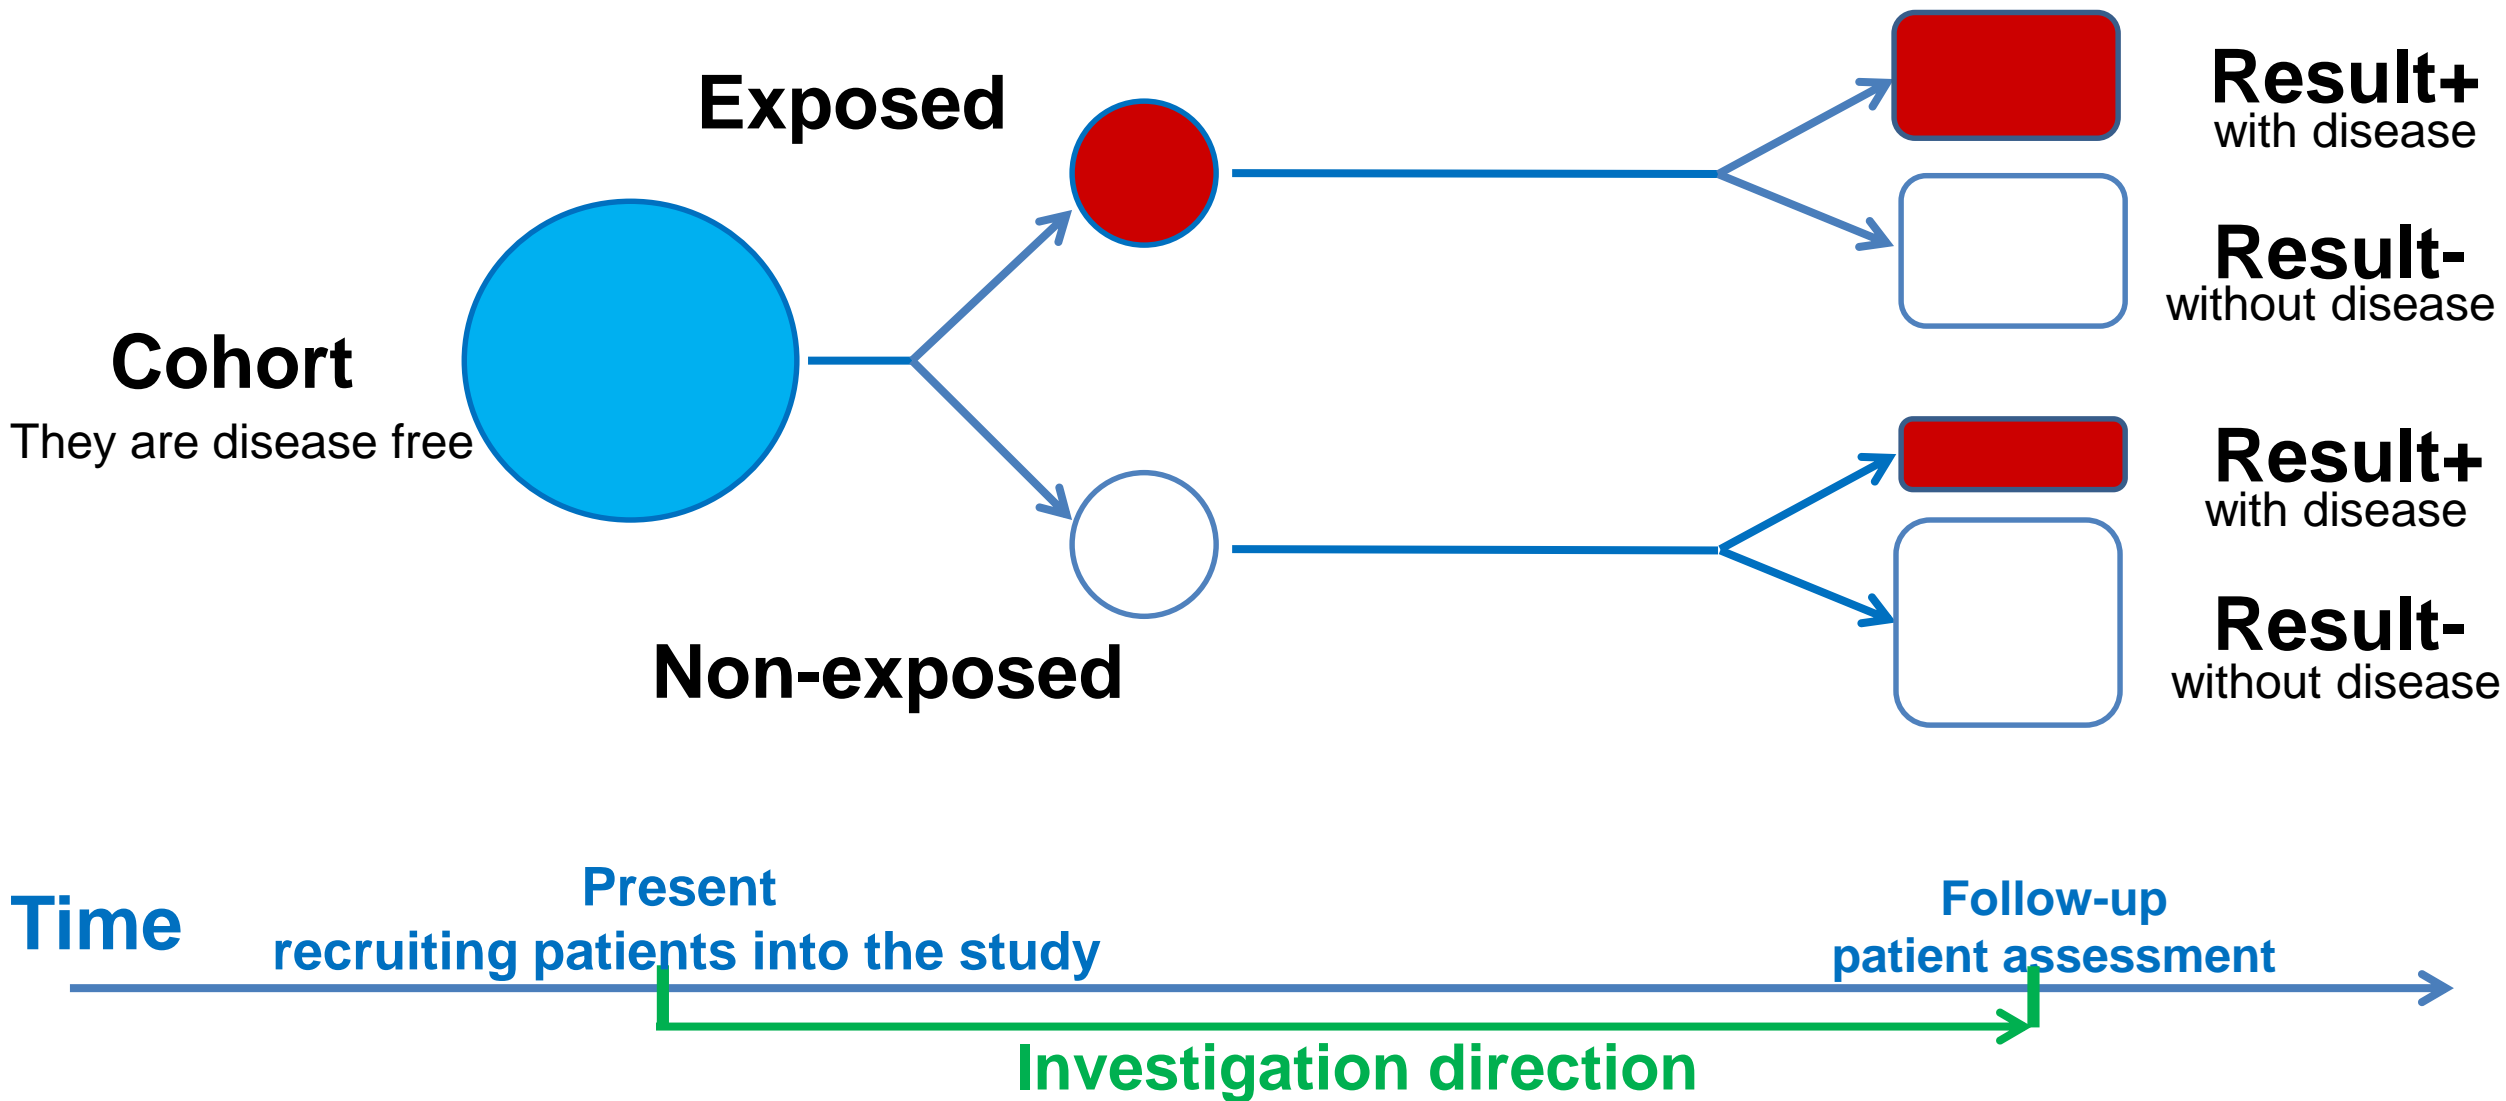 Exposed
Result+
with disease
Result-
without disease
Cohort
They are disease free
Result+
with disease
Non-exposed
Result-
without disease
Time
Present
recruiting patients into the study
Follow-up
patient assessment
Investigation direction